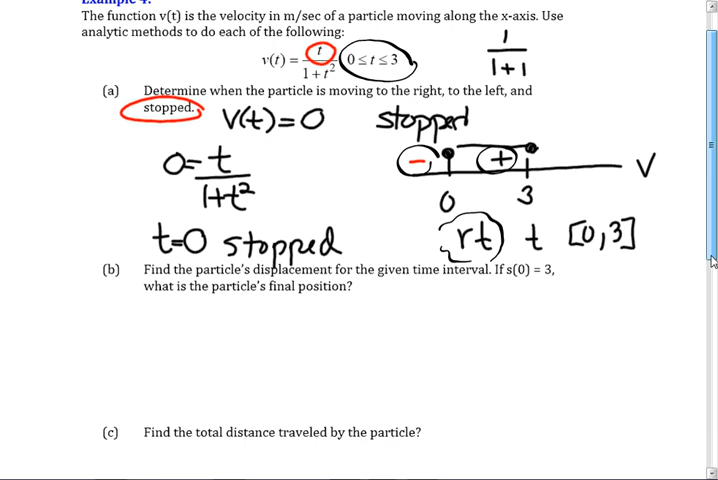 Example 4:
The function v(t) is the velocity in m/sec of a particle moving along the x-axis. Use
analytic methods to do each of the following:
v(t) = t / 1 + t² 0 ≤ t ≤ 3
1 / 1+1
(a) Determine when the particle is moving to the right, to the left, and
stopped.
v(t)=0 stopped
0= t / 1+t²
- + V
0 3
t=0 stopped
rt) t [0,3]
(b) Find the particle's displacement for the given time interval. If s(0) = 3,
what is the particle's final position?
(c) Find the total distance traveled by the particle?